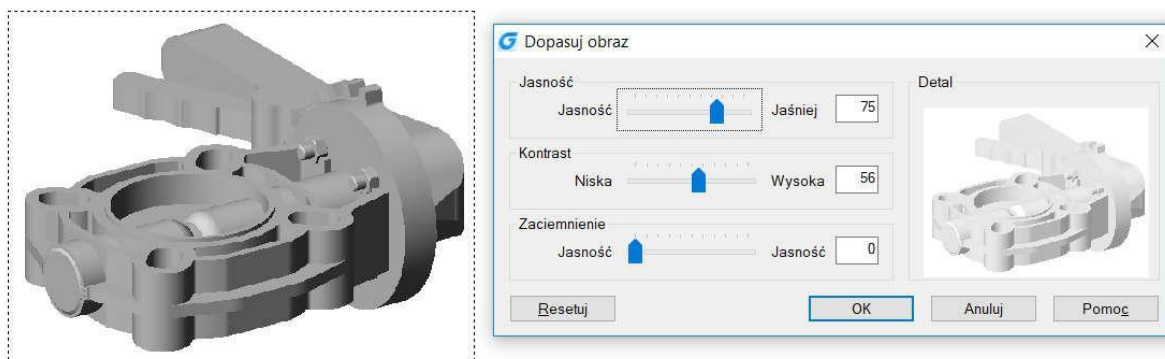 Dopasuj obraz
Jasność
Detal
Jasność Jaśniej 75
Kontrast
Niska Wysoka 56
Zaciemnienie
Jasność Jasność 0
Resetuj OK Anuluj Pomoc